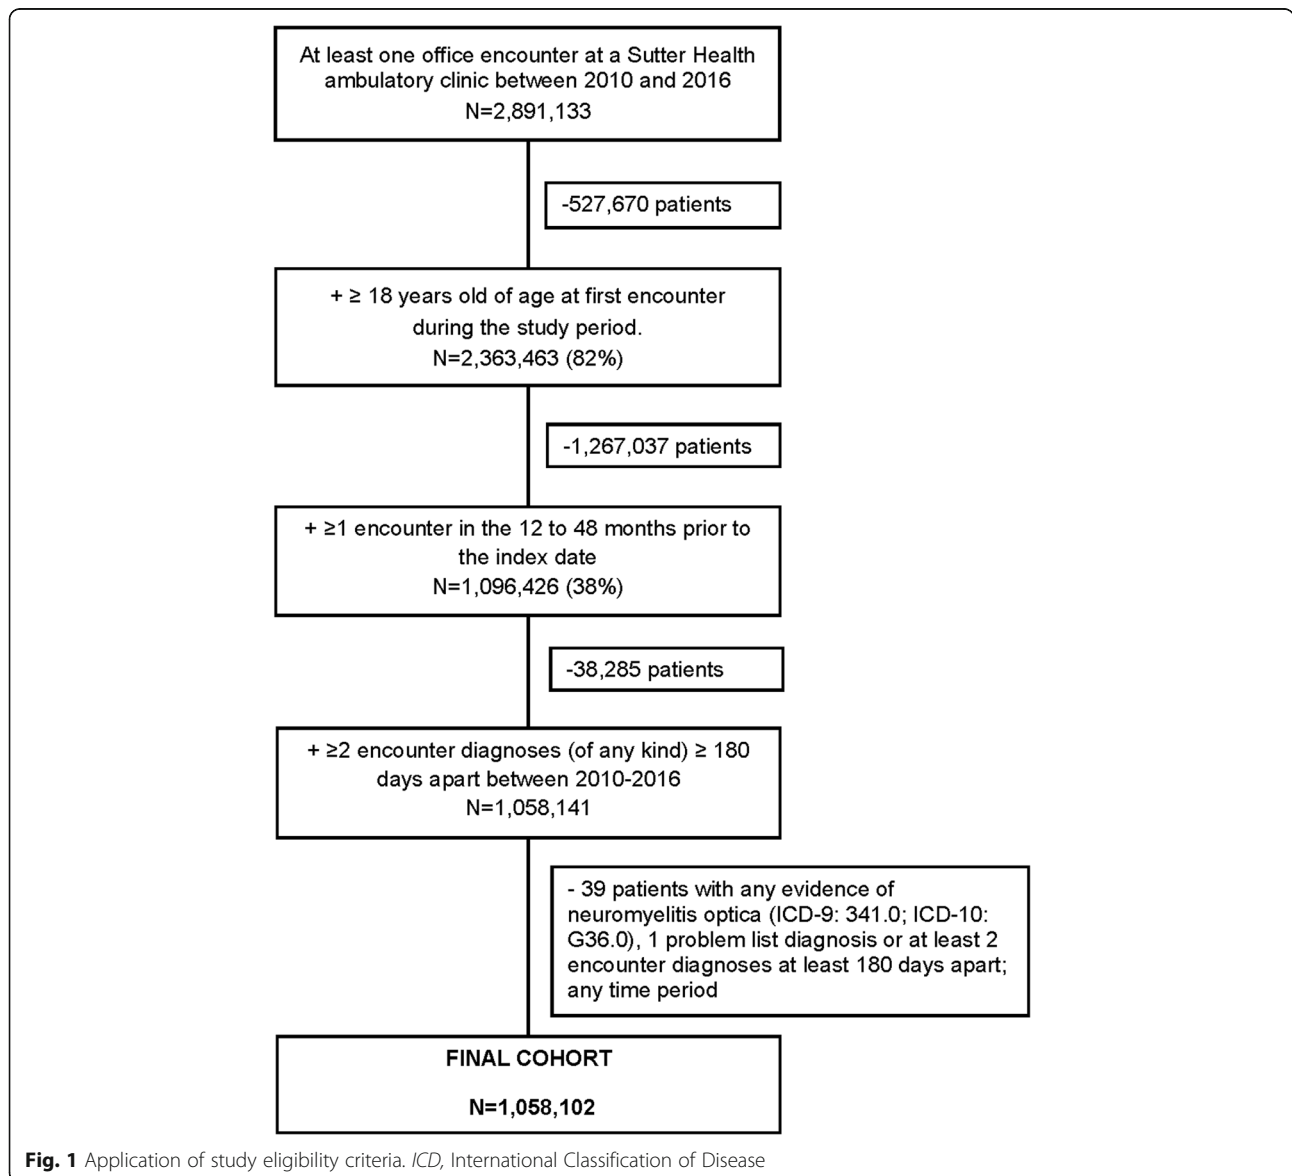 At least one office encounter at a Sutter Health
ambulatory clinic between 2010 and 2016
N=2,891,133
-527,670 patients
+ ≥ 18 years old of age at first encounter
during the study period.
N=2,363,463 (82%)
-1,267,037 patients
+ ≥1 encounter in the 12 to 48 months prior to
the index date
N=1,096,426 (38%)
-38,285 patients
+ ≥2 encounter diagnoses (of any kind) ≥ 180
days apart between 2010-2016
N=1,058,141
- 39 patients with any evidence of
neuromyelitis optica (ICD-9: 341.0; ICD-10:
G36.0), 1 problem list diagnosis or at least 2
encounter diagnoses at least 180 days apart;
any time period
FINAL COHORT
N=1,058,102
Fig. 1 Application of study eligibility criteria. ICD, International Classification of Disease